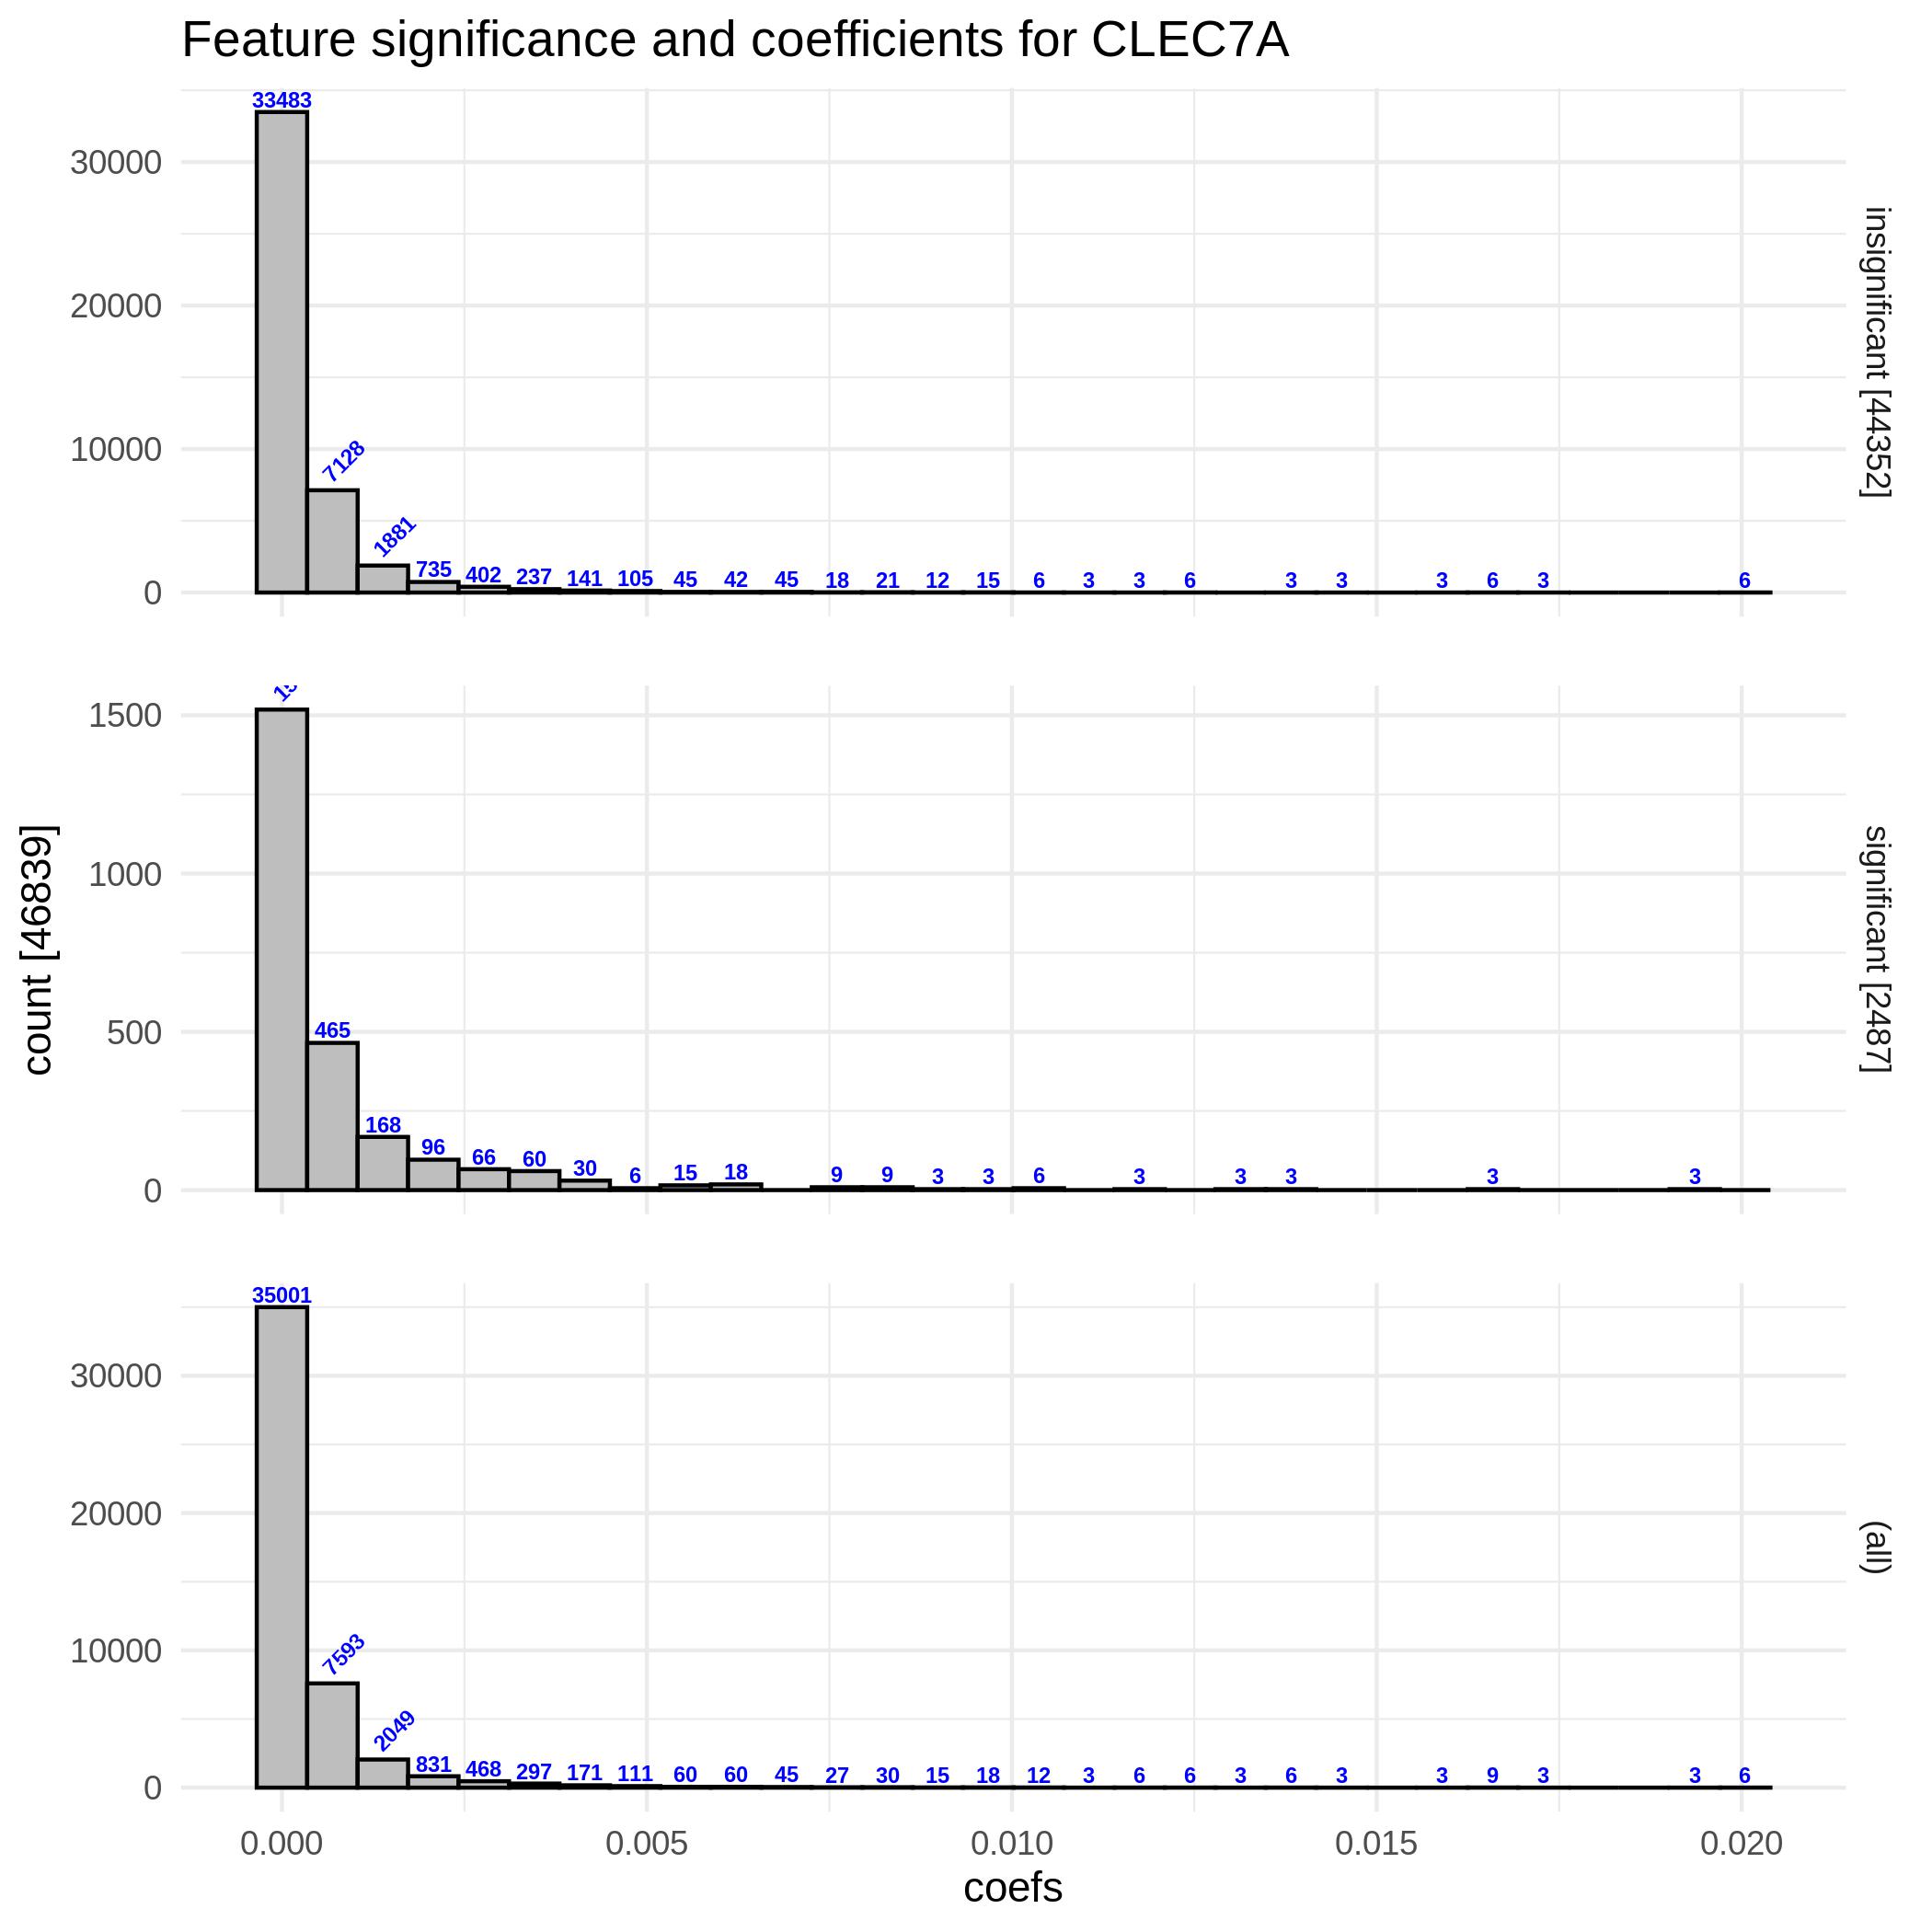 Feature significance and coefficients for CLEC7A
33483
30000
20000
10000
0
7128
1881
735 402 237 141 105 45 42 45 18 21 12 15 6 3 3 6 3 3 3 6 3 6
insignificant [44352]
count [46839]
1500
1000
500
0
465
168
96 66 60 30 6 15 18 9 9 3 3 6 3 3 3 3 3
significant [2487]
35001
30000
20000
10000
0
7593
2049
831 468 297 171 111 60 60 45 27 30 15 18 12 3 6 6 3 6 3 3 9 3 3 6
(all)
0.000 0.005 0.010 0.015 0.020
coefs